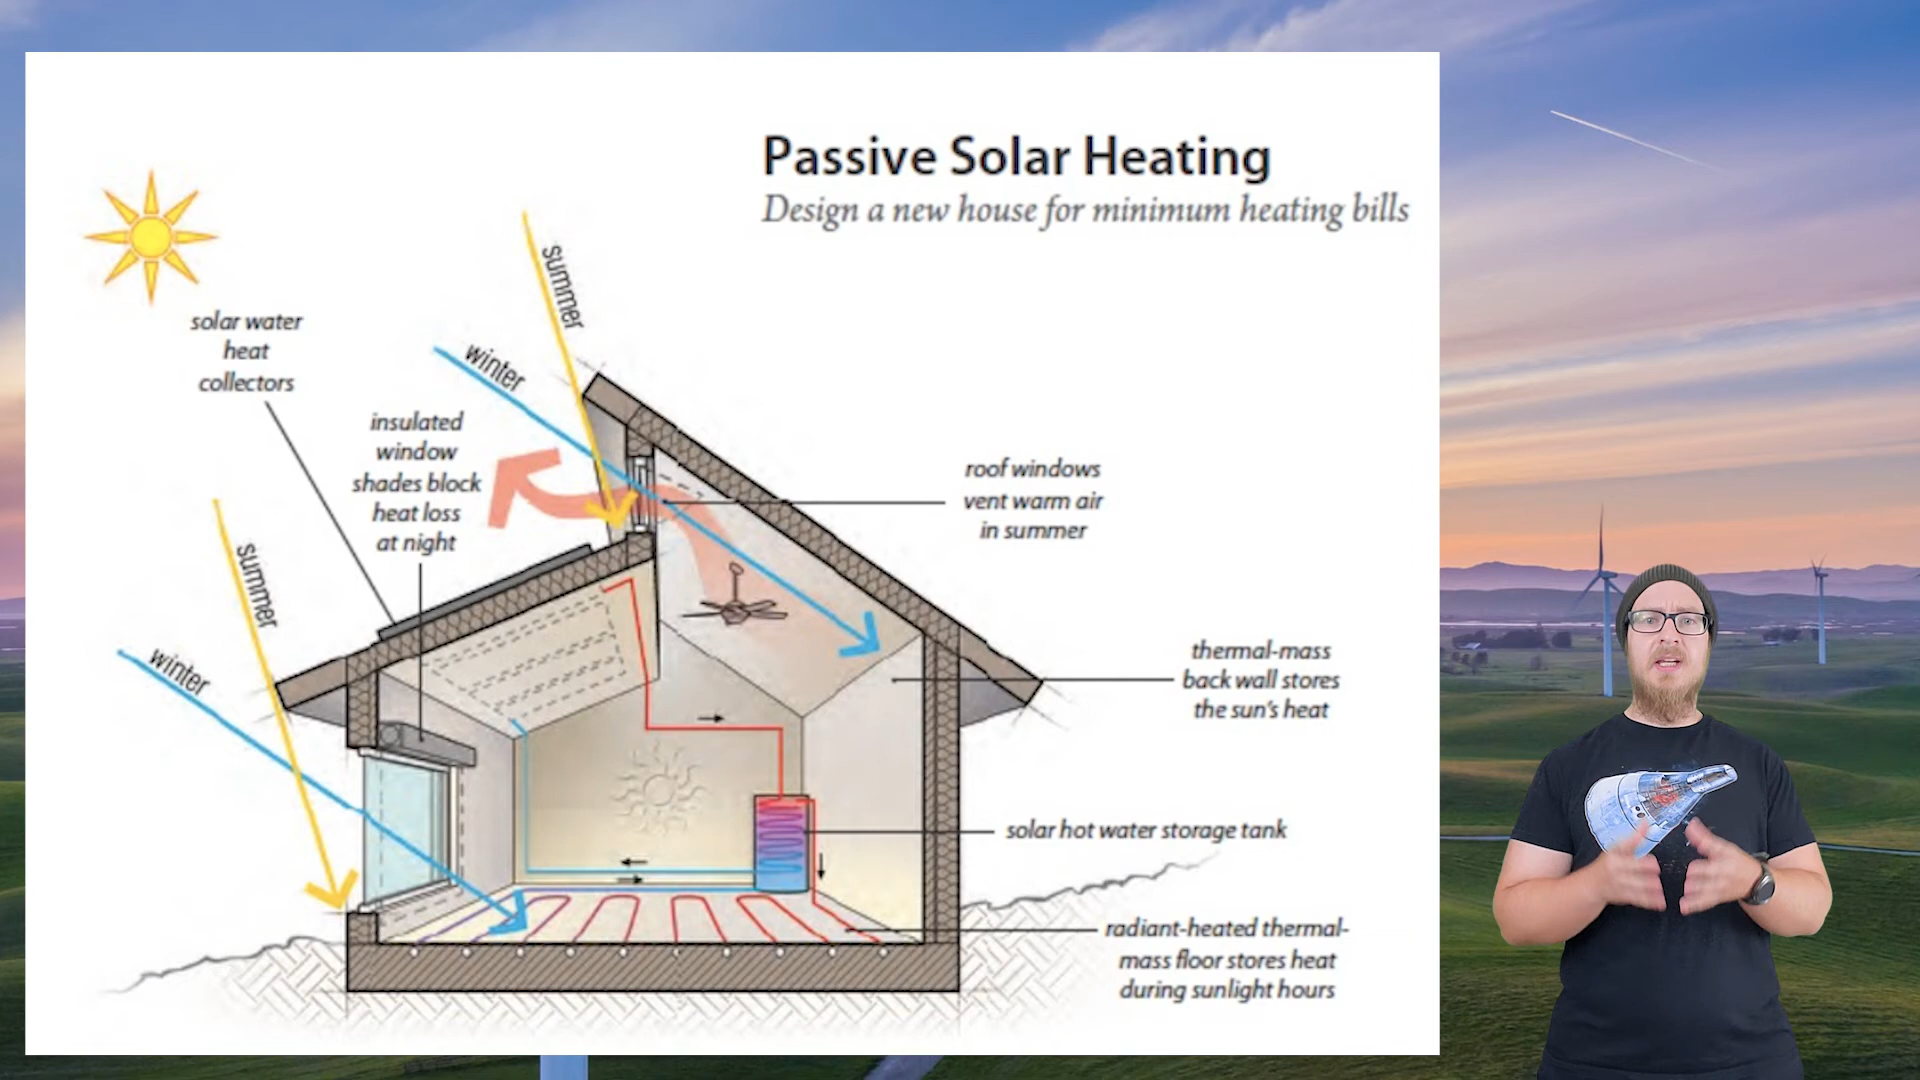 Passive Solar Heating
Design a new house for minimum heating bills
summer
solar water
heat
collectors
winter
insulated
window
shades block
heat loss
at night
roof windows
vent warm air
in summer
summer
winter
thermal-mass
back wall stores
the sun's heat
solar hot water storage tank
radiant-heated thermal-
mass floor stores heat
during sunlight hours